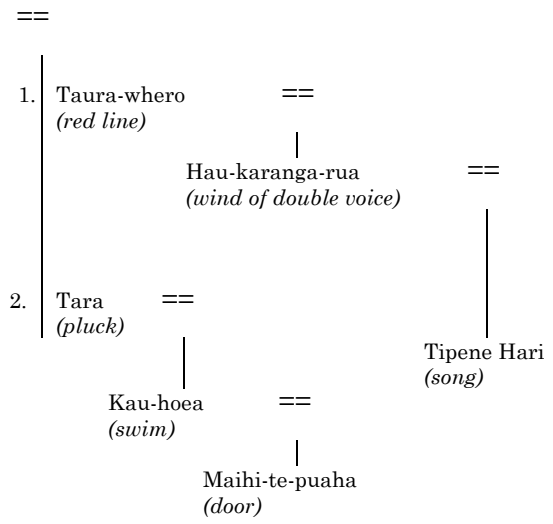 ==
1. Taura-whero ==
(red line)
Hau-karanga-rua ==
(wind of double voice)
2. Tara ==
(pluck)
Tipene Hari
(song)
Kau-hoea ==
(swim)
Maihi-te-puaha
(door)